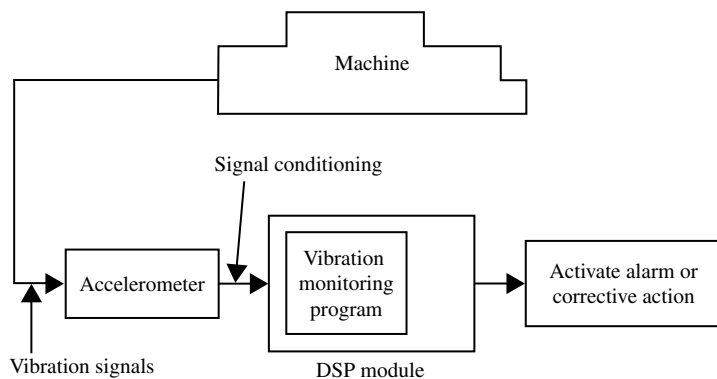 Machine
Signal conditioning
Accelerometer
Vibration
monitoring
program
Activate alarm or
corrective action
Vibration signals
DSP module